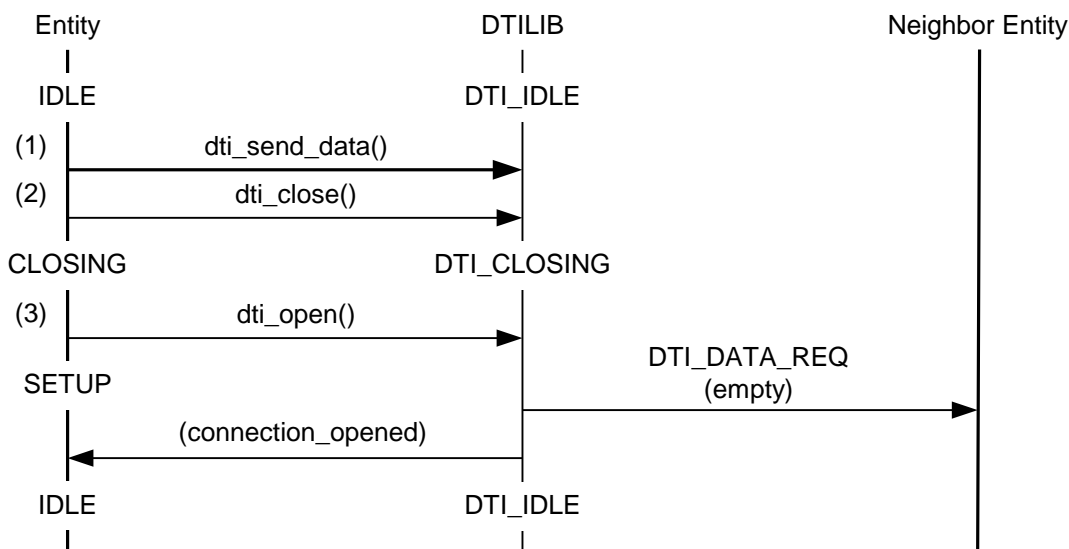 Entity DTILIB Neighbor Entity
IDLE DTI_IDLE
(1) dti_send_data()
(2) dti_close()
CLOSING DTI_CLOSING
(3) dti_open()
DTI_DATA_REQ
SETUP (empty)
(connection_opened)
IDLE DTI_IDLE